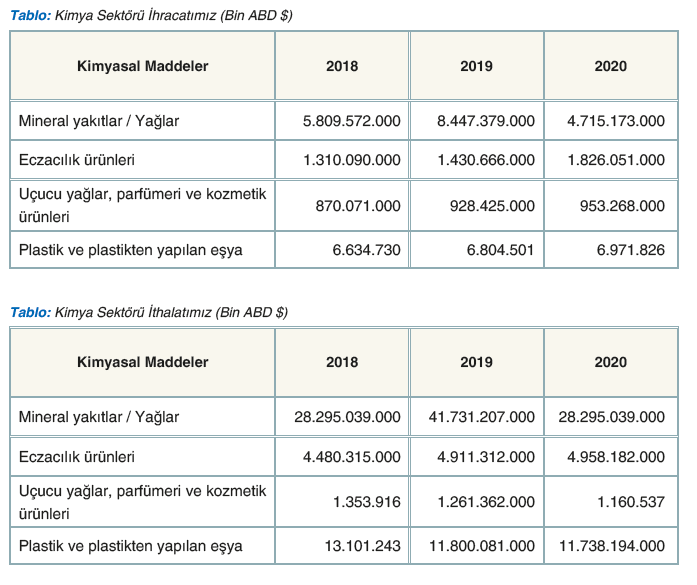 Tablo: Kimya Sektörü İhracatımız (Bin ABD $)
Kimyasal Maddeler 2018 2019 2020
Mineral yakıtlar / Yağlar 5.809.572.000 8.447.379.000 4.715.173.000
Eczacılık ürünleri 1.310.090.000 1.430.666.000 1.826.051.000
Uçucu yağlar, parfümeri ve kozmetik
ürünleri 870.071.000 928.425.000 953.268.000
Plastik ve plastikten yapılan eşya 6.634.730 6.804.501 6.971.826
Tablo: Kimya Sektörü İthalatımız (Bin ABD $)
Kimyasal Maddeler 2018 2019 2020
Mineral yakıtlar / Yağlar 28.295.039.000 41.731.207.000 28.295.039.000
Eczacılık ürünleri 4.480.315.000 4.911.312.000 4.958.182.000
Uçucu yağlar, parfümeri ve kozmetik
ürünleri 1.353.916 1.261.362.000 1.160.537
Plastik ve plastikten yapılan eşya 13.101.243 11.800.081.000 11.738.194.000